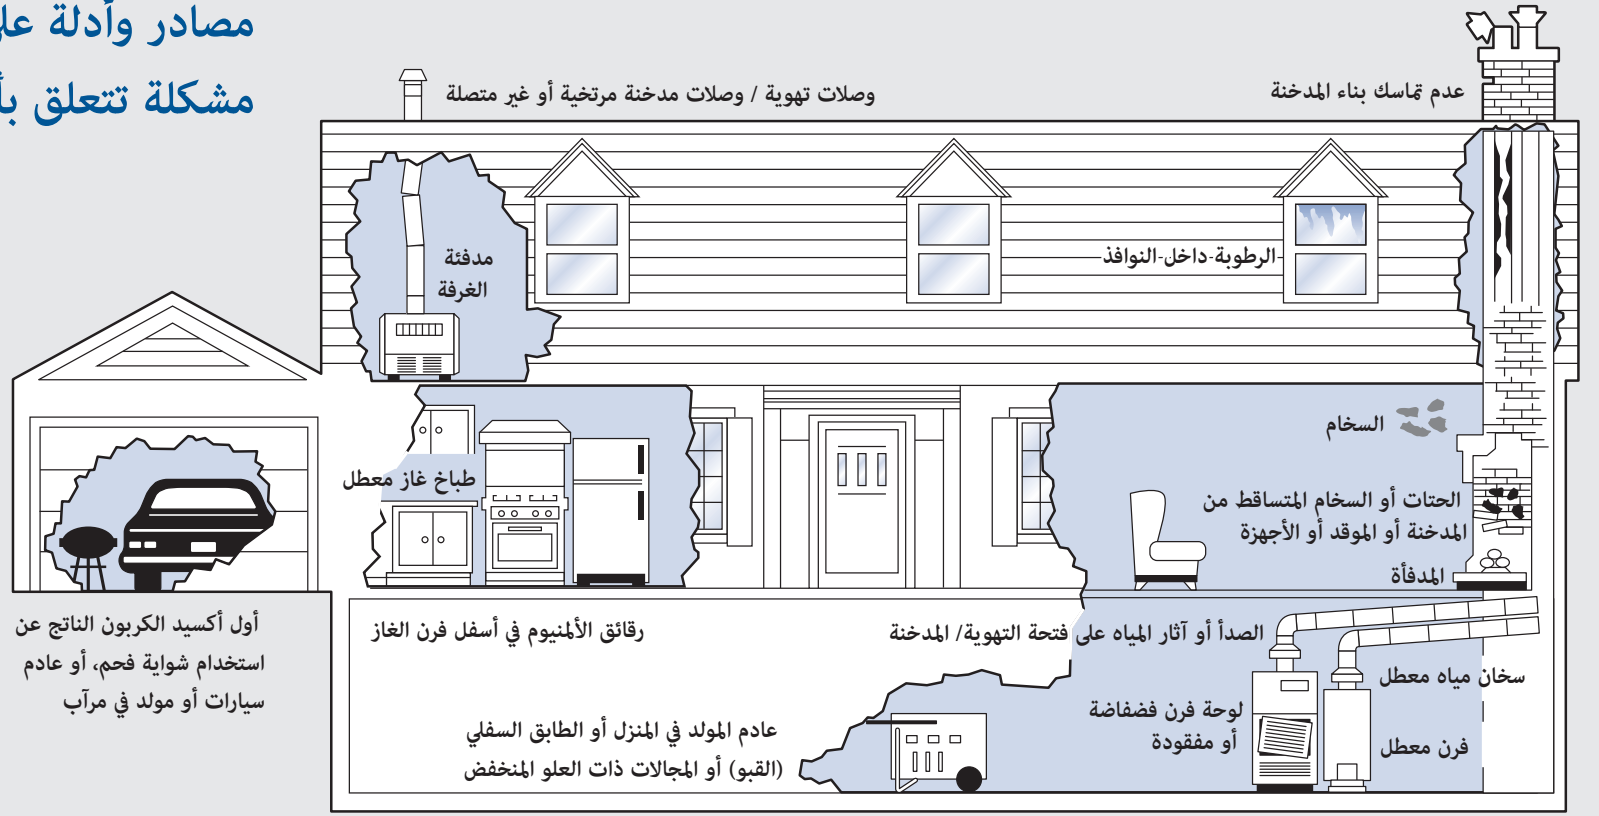 مصادر وأدلة
مشكلة تتعلق
وصلات تهوية / وصلات مدخنة مرتخية أو غير متصلة
عدم تماسك بناء المدخنة
مدفئة
الغرفة
الرطوبة-داخل-النوافذ
السخام
طباخ غاز معطل
الحتات أو السخام المتساقط من
المدخنة أو الموقد أو الأجهزة
المدفأة
أول أكسيد الكربون الناتج عن
استخدام شواية فحم، أو عادم
سيارات أو مولد في مرآب
رقائق الألمنيوم في أسفل فرن الغاز
الصدأ أو آثار المياه على فتحة التهوية/ المدخنة
سخان مياه معطل
لوحة فرن فضفاضة
أو مفقودة
فرن معطل
عادم المولد في المنزل أو الطابق السفلي
(القبو) أو المجالات ذات العلو المنخفض